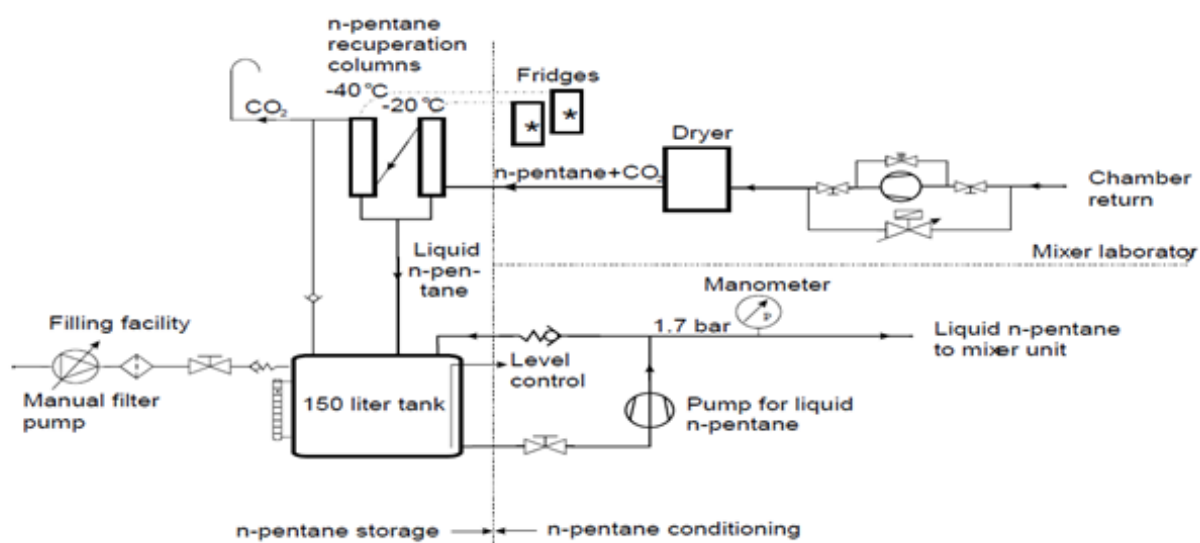 n-pentane
recuperation
columns
-40°C
-20°C
Fridges
*
*
CO₂
Dryer
n-pentane+CO₂
Chamber
return
Mixer laborator
y
Liquid
n-pen-
tane
Manometer
P
1.7 bar
Liquid n-pentane
to mixer unit
Filling facility
Manual filter
pump
150 liter tank
Level
control
Pump for liquid
n-pentane
n-pentane storage
n-pentane conditioning